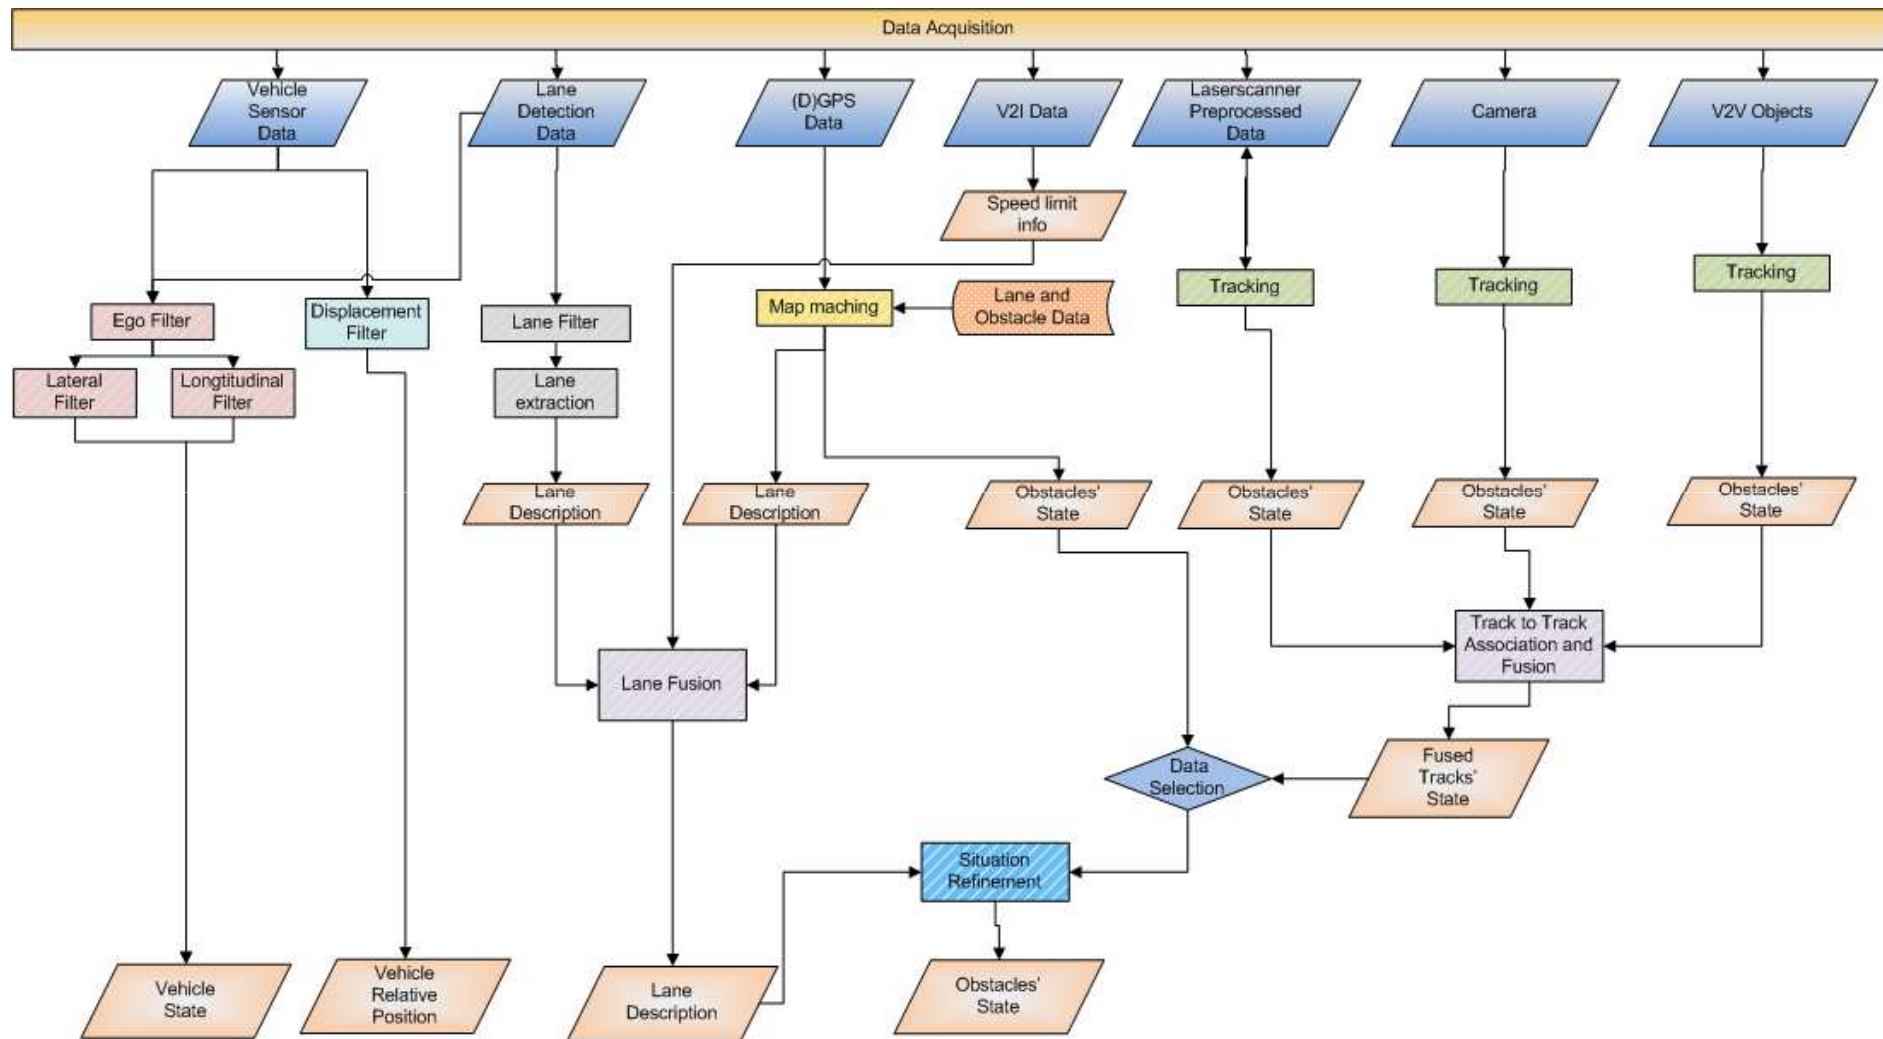 Data Acquisition
Vehicle
Sensor
Data
Lane
Detection
Data
(D)GPS
Data
V2I Data
Laserscanner
Preprocessed
Data
Camera
V2V Objects
Speed limit
info
Tracking
Tracking
Tracking
Ego Filter
Displacement
Filter
Lane Filter
Map maching
Lane and
Obstacle Data
Lateral
Filter
Longtitudinal
Filter
Lane
extraction
Lane
Description
Lane
Description
Obstacles'
State
Obstacles'
State
Obstacles'
State
Obstacles'
State
Track to Track
Association and
Fusion
Lane Fusion
Data
Selection
Fused
Tracks'
State
Situation
Refinement
Vehicle
State
Vehicle
Relative
Position
Lane
Description
Obstacles'
State